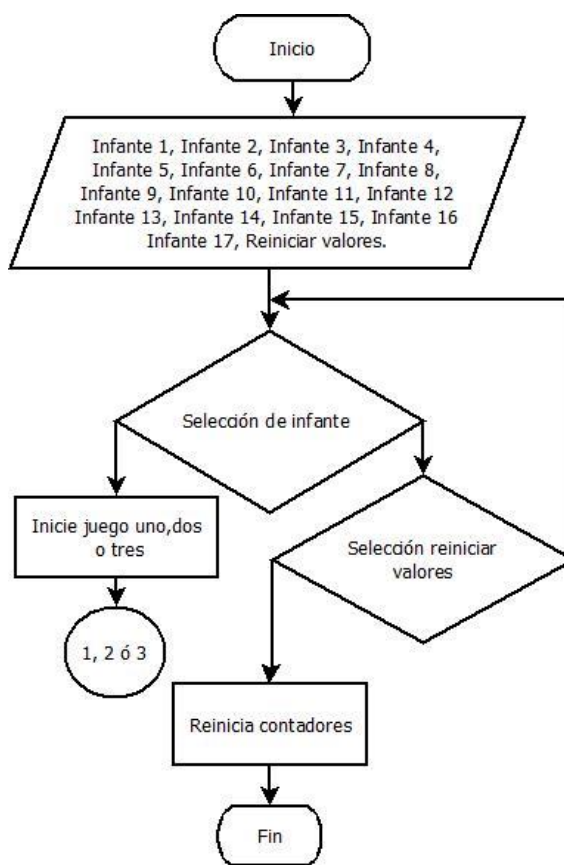 Inicio
Infante 1, Infante 2, Infante 3, Infante 4,
Infante 5, Infante 6, Infante 7, Infante 8,
Infante 9, Infante 10, Infante 11, Infante 12
Infante 13, Infante 14, Infante 15, Infante 16
Infante 17, Reiniciar valores.
Selección de infante
Inicie juego uno,dos
o tres
Selección reiniciar
valores
1, 2 ó 3
Reinicia contadores
Fin